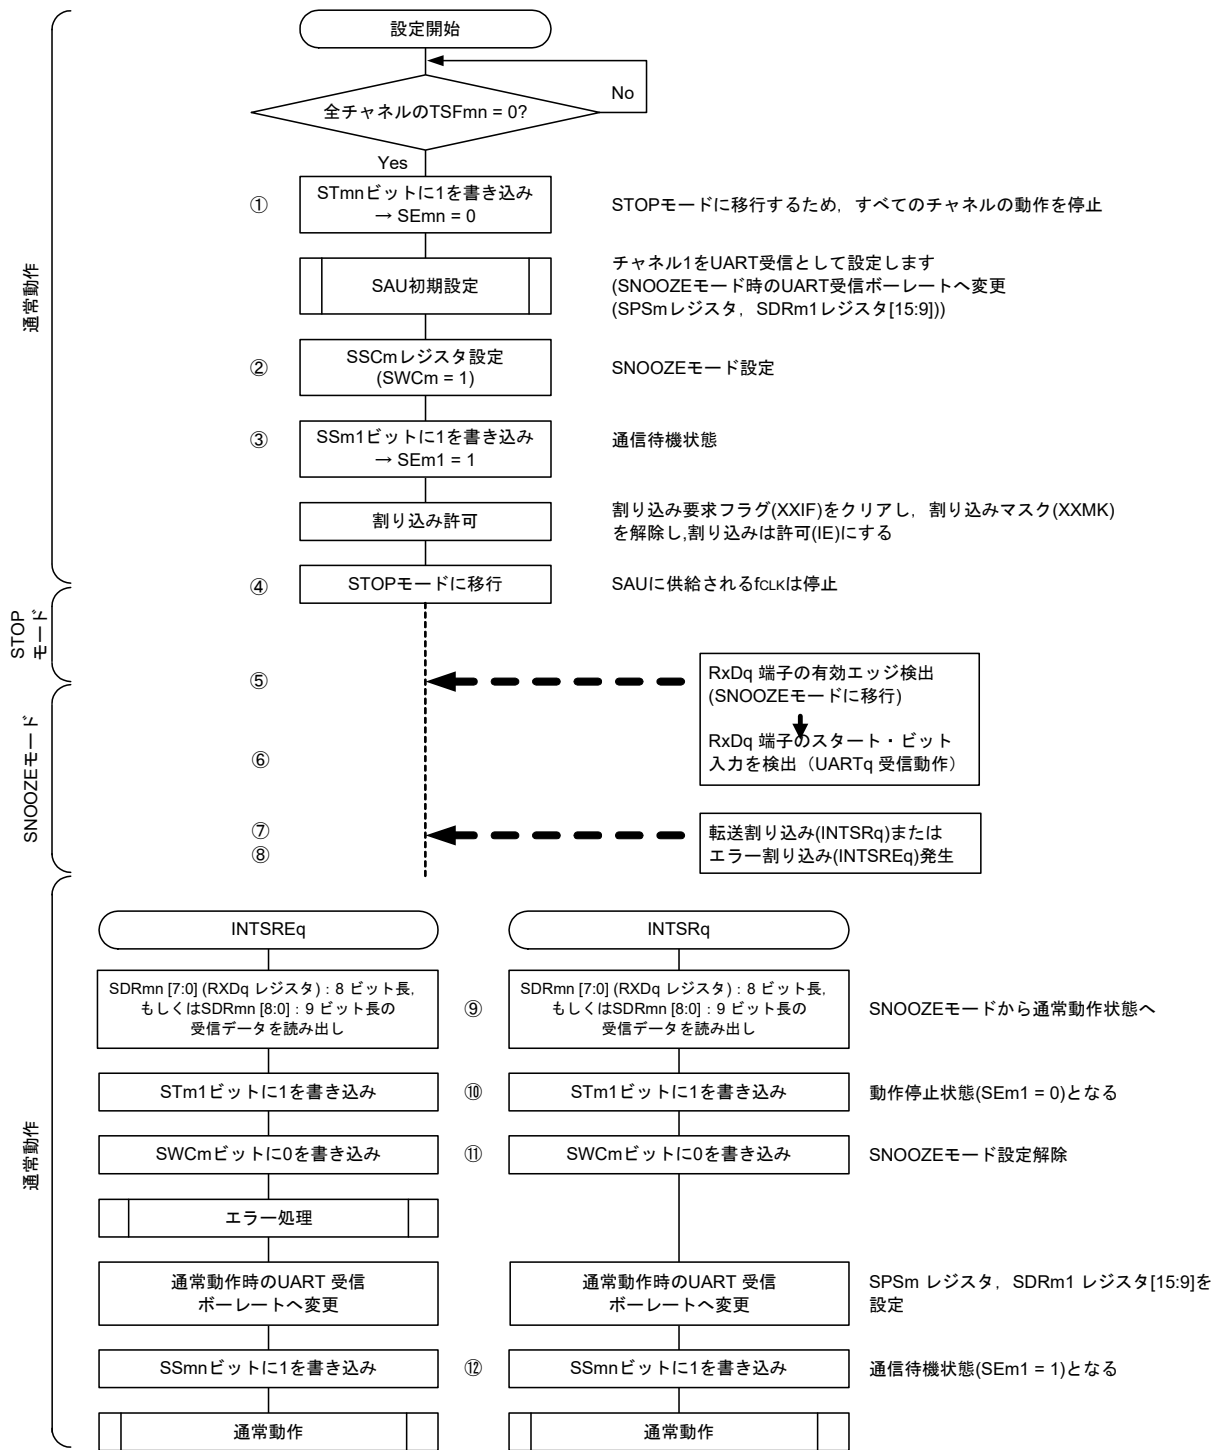 設定開始
No
全チャネルのTSFmn = 0?
Yes
① STmnビットに1を書き込み
→ SEmn = 0
STOPモードに移行するため，すべてのチャネルの動作を停止
SAU初期設定
チャネル1をUART受信として設定します
(SNOOZEモード時のUART受信ボーレートへ変更
(SPSmレジスタ，SDRm1レジスタ[15:9]))
通常動作
② SSCmレジスタ設定
(SWCm = 1)
SNOOZEモード設定
③ SSm1ビットに1を書き込み
→ SEm1 = 1
通信待機状態
割り込み許可
割り込み要求フラグ(XXIF)をクリアし，割り込みマスク(XXMK)
を解除し,割り込みは許可(IE)にする
④ STOPモードに移行
SAUに供給されるfCLKは停止
STOP
モード
⑤
RxDq 端子の有効エッジ検出
(SNOOZEモードに移行)
RxDq 端子のスタート・ビット
入力を検出（UARTq 受信動作）
⑥
SNOOZEモード
⑦
⑧
転送割り込み(INTSRq)または
エラー割り込み(INTSREq)発生
INTSREq
INTSRq
SDRmn [7:0] (RXDq レジスタ) : 8 ビット長,
もしくはSDRmn [8:0] : 9 ビット長の
受信データを読み出し
⑨
SDRmn [7:0] (RXDq レジスタ) : 8 ビット長,
もしくはSDRmn [8:0] : 9 ビット長の
受信データを読み出し
SNOOZEモードから通常動作状態へ
STm1ビットに1を書き込み
⑩
STm1ビットに1を書き込み
動作停止状態(SEm1 = 0)となる
SWCmビットに0を書き込み
⑪
SWCmビットに0を書き込み
SNOOZEモード設定解除
通常動作
エラー処理
通常動作時のUART 受信
ボーレートへ変更
通常動作時のUART 受信
ボーレートへ変更
SPSm レジスタ，SDRm1 レジスタ[15:9]を
設定
SSmnビットに1を書き込み
⑫
SSmnビットに1を書き込み
通信待機状態(SEm1 = 1)となる
通常動作
通常動作